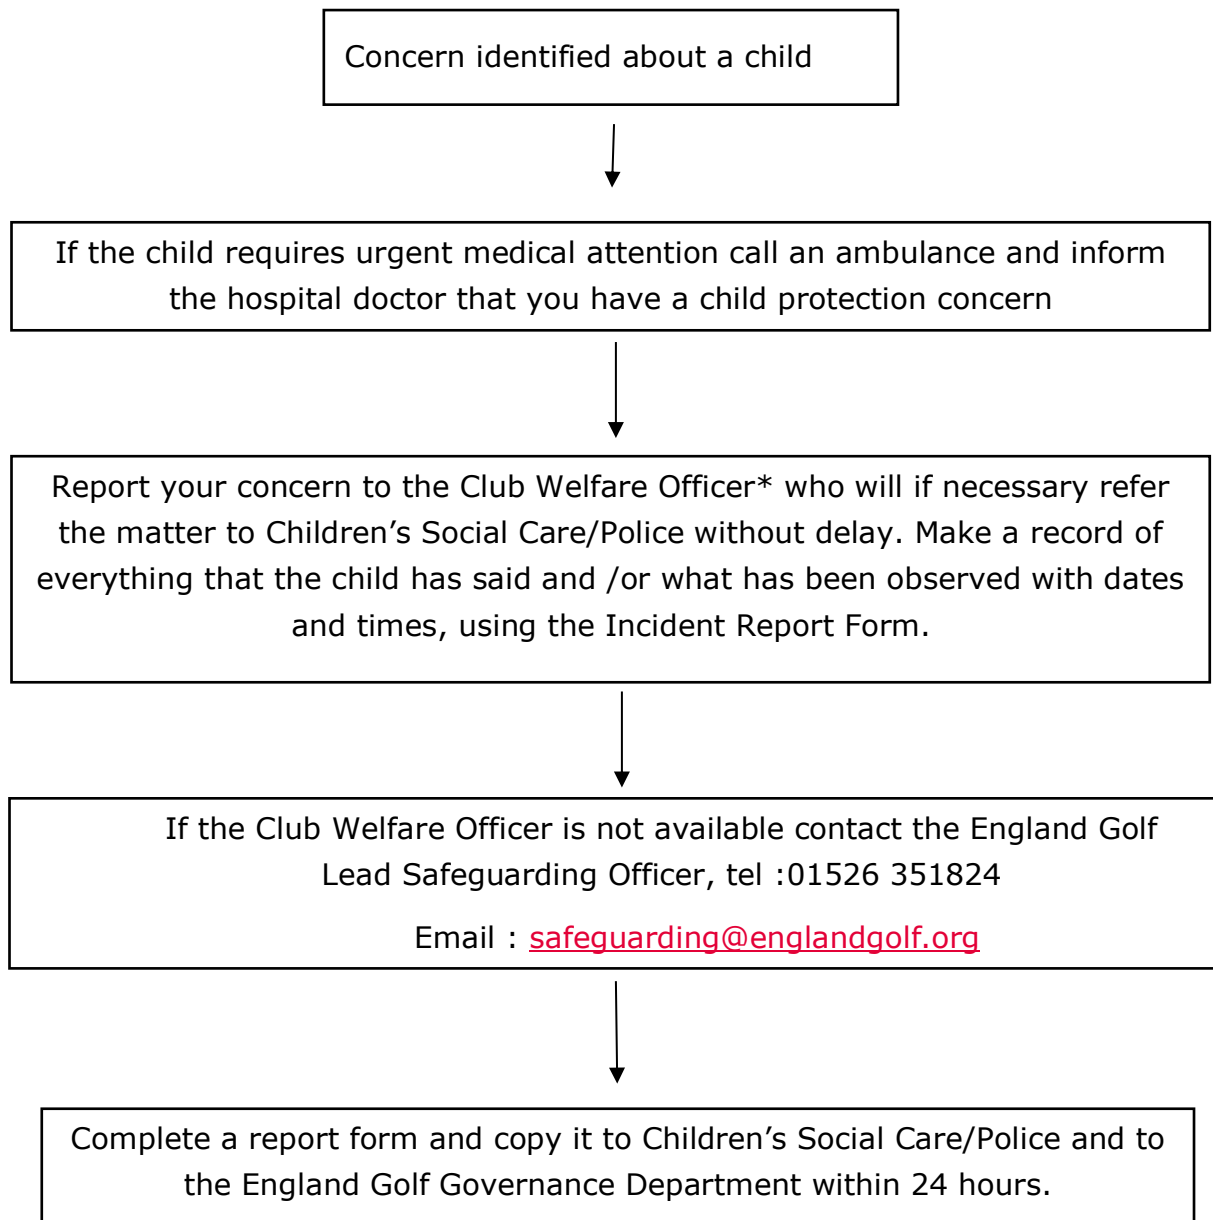 Concern identified about a child
If the child requires urgent medical attention call an ambulance and inform
the hospital doctor that you have a child protection concern
Report your concern to the Club Welfare Officer* who will if necessary refer
the matter to Children’s Social Care/Police without delay. Make a record of
everything that the child has said and /or what has been observed with dates
and times, using the Incident Report Form.
If the Club Welfare Officer is not available contact the England Golf
Lead Safeguarding Officer, tel :01526 351824
Email : safeguarding@englandgolf.org
Complete a report form and copy it to Children’s Social Care/Police and to
the England Golf Governance Department within 24 hours.